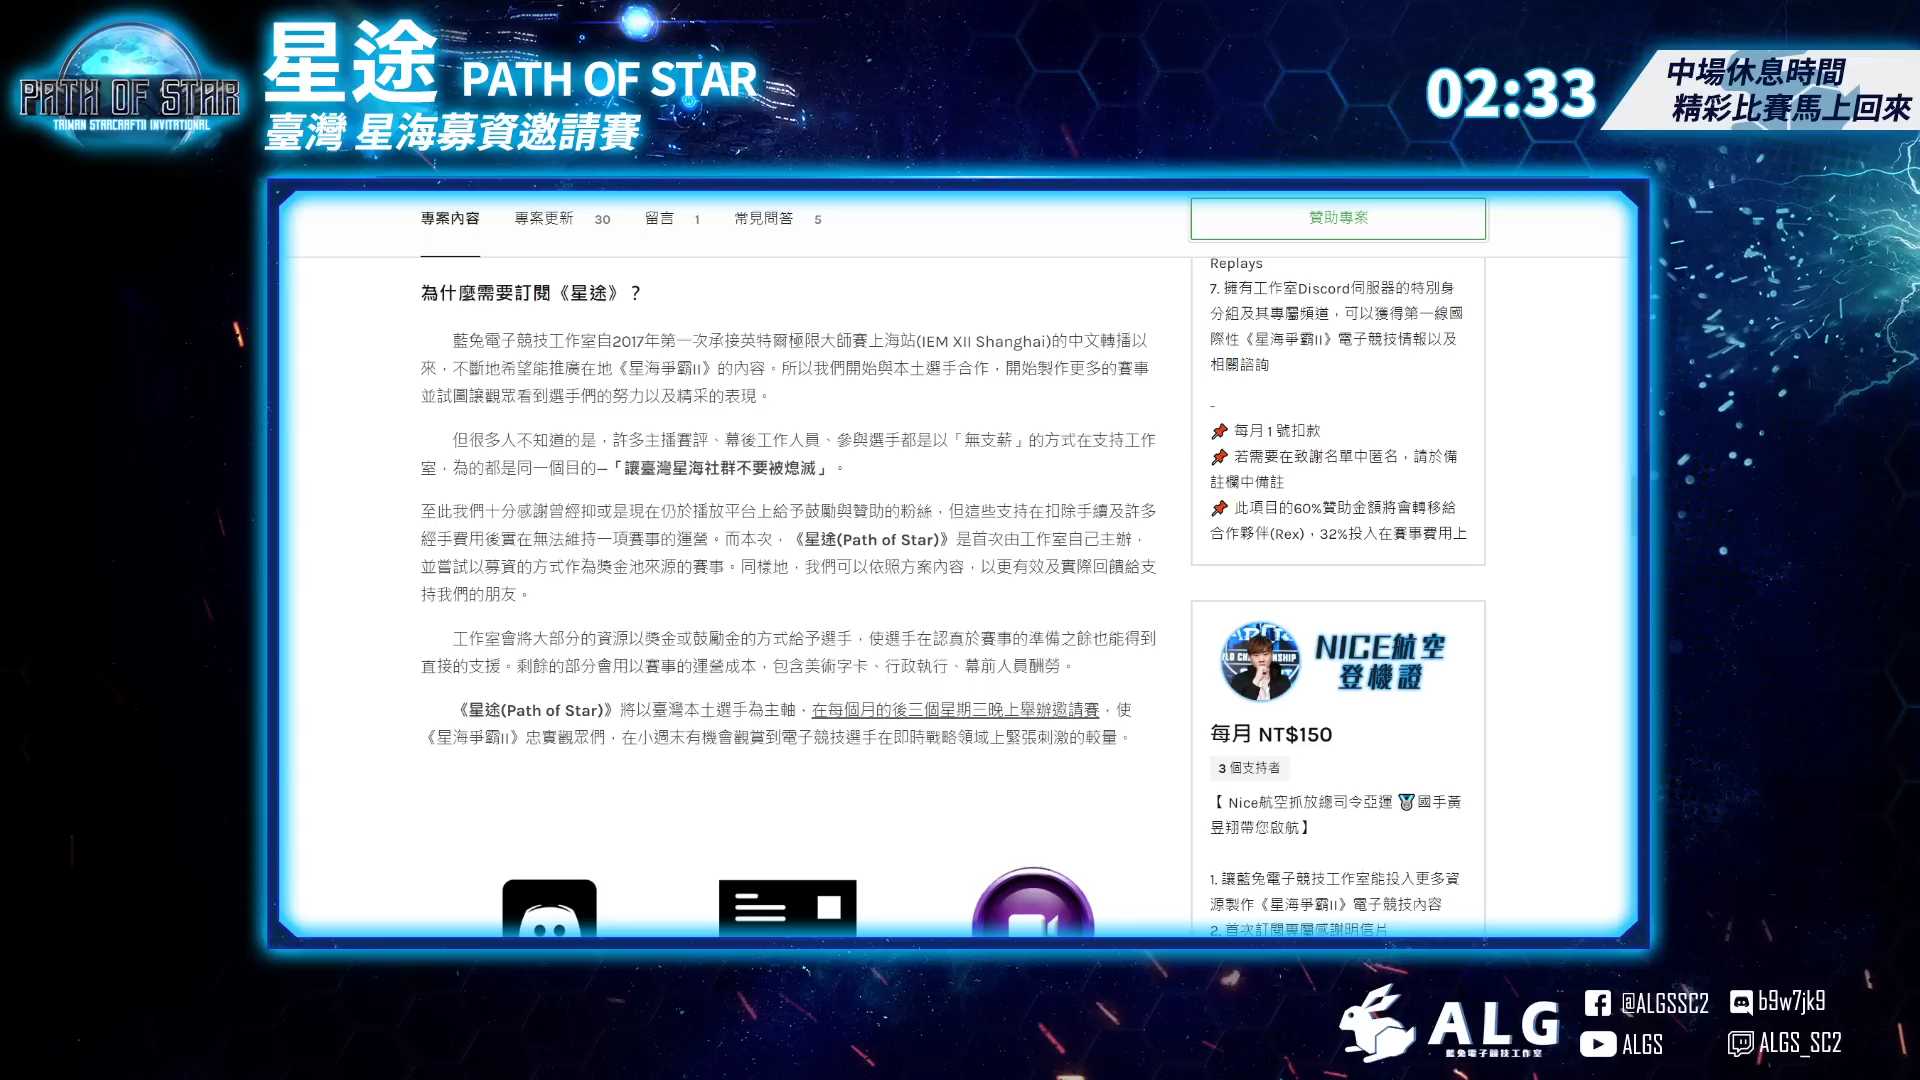 PATH OF STAR
TAIWAN STARCRAFTII INVITATIONAL
星途 PATH OF STAR
臺灣 星海募資邀請賽
02:33
中場休息時間
精彩比賽馬上回來
專案內容 專案更新 30 留言 1 常見問答 5
贊助專案
為什麼需要訂閱《星途》？
藍兔電子競技工作室自2017年第一次承接英特爾極限大師賽上海站(IEM XII Shanghai)的中文轉播以
來，不斷地希望能推廣在地《星海爭霸II》的內容。所以我們開始與本土選手合作，開始製作更多的賽事
並試圖讓觀眾看到選手們的努力以及精采的表現。
但很多人不知道的是，許多主播賽評、幕後工作人員、參與選手都是以「無支薪」的方式在支持工作
室，為的都是同一個目的—「讓臺灣星海社群不要被熄滅」。
至此我們十分感謝曾經抑或是現在仍於播放平台上給予鼓勵與贊助的粉絲，但這些支持在扣除手續及許多
經手費用後實在無法維持一項賽事的運營。而本次，《星途(Path of Star)》是首次由工作室自己主辦，
並嘗試以募資的方式作為獎金池來源的賽事。同樣地，我們可以依照方案內容，以更有效及實際回饋給支
持我們的朋友。
工作室會將大部分的資源以獎金或鼓勵金的方式給予選手，使選手在認真於賽事的準備之餘也能得到
直接的支援。剩餘的部分會用以賽事的運營成本，包含美術字卡、行政執行、幕前人員酬勞。
《星途(Path of Star)》將以臺灣本土選手為主軸，在每個月的後三個星期三晚上舉辦邀請賽，使
《星海爭霸II》忠實觀眾們，在小週末有機會觀賞到電子競技選手在即時戰略領域上緊張刺激的較量。
Replays
7. 擁有工作室Discord伺服器的特別身
分組及其專屬頻道，可以獲得第一線國
際性《星海爭霸II》電子競技情報以及
相關諮詢
-
每月 1 號扣款
若需要在致謝名單中匿名，請於備
註欄中備註
此項目的60%贊助金額將會轉移給
合作夥伴(Rex)，32%投入在賽事費用上
NICE航空
登機證
每月 NT$150
3 個支持者
【 Nice航空抓放總司令亞運 國手黃
昱翔帶您啟航】
1. 讓藍兔電子競技工作室能投入更多資
源製作《星海爭霸II》電子競技內容
2. 首次訂閱專屬感謝明信片
ALG
藍兔電子競技工作室
@ALGSSC2
b9w7jk9
ALGS
ALGS_SC2